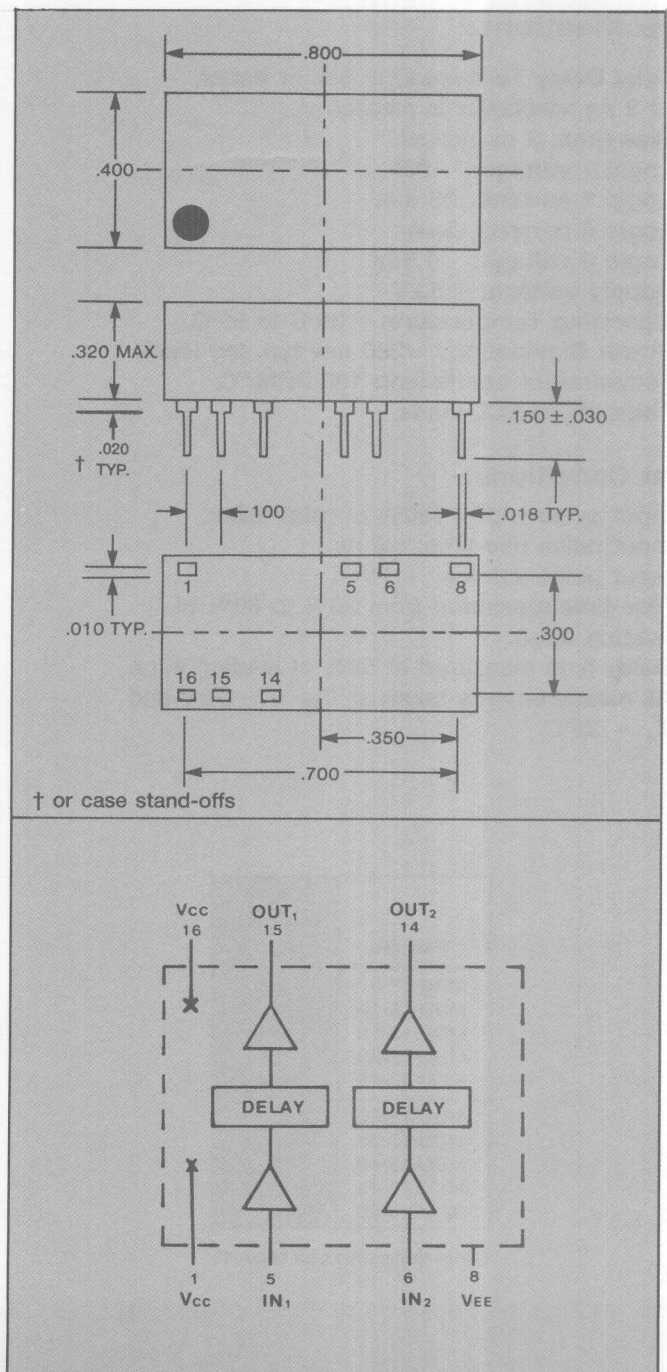 .800
.400
.320 MAX.
.020
† TYP.
.150 ± .030
.100
.018 TYP.
1 5 6 8
.010 TYP.
.300
16 15 14
.350
.700
† or case stand-offs
Vcc OUT₁ OUT₂
16 15 14
DELAY DELAY
1 5 6 8
Vcc IN₁ IN₂ VEE